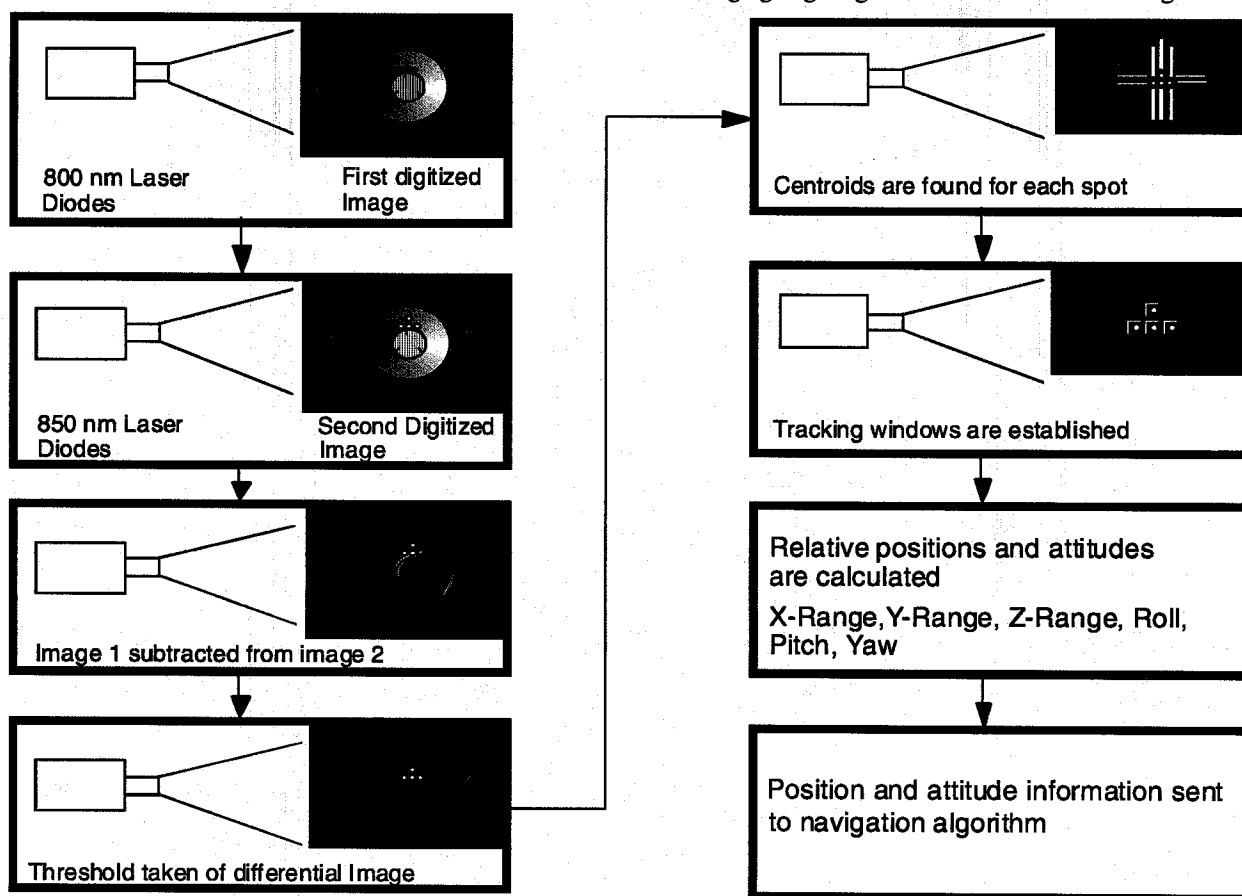 800 nm Laser
Diodes
First digitized
Image
850 nm Laser
Diodes
Second Digitized
Image
Image 1 subtracted from image 2
Threshold taken of differential Image
Centroids are found for each spot
Tracking windows are established
Relative positions and attitudes
are calculated
X-Range,Y-Range, Z-Range, Roll,
Pitch, Yaw
Position and attitude information sent
to navigation algorithm